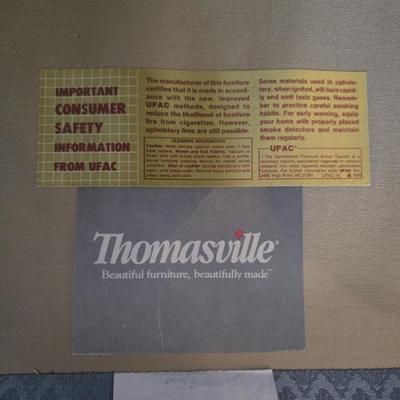 IMPORTANT
CONSUMER
SAFETY
INFORMATION
FROM UFAC
The manufacturer of this furniture
certifies that it is made in accord-
ance with the new, improved
UFAC methods, designed to
reduce the likelihood of furniture
fire from cigarettes. However,
upholstery fires are still possible.
CLEANING INFORMATION
Some materials used in uphols-
tery, when ignited, will burn rapid-
ly and emit toxic gases. Remem-
ber to practice careful smoking
habits. For early warning, equip
your home with properly placed
smoke detectors and maintain
them regularly.
UFAC
Thomasville®
Beautiful furniture, beautifully made™